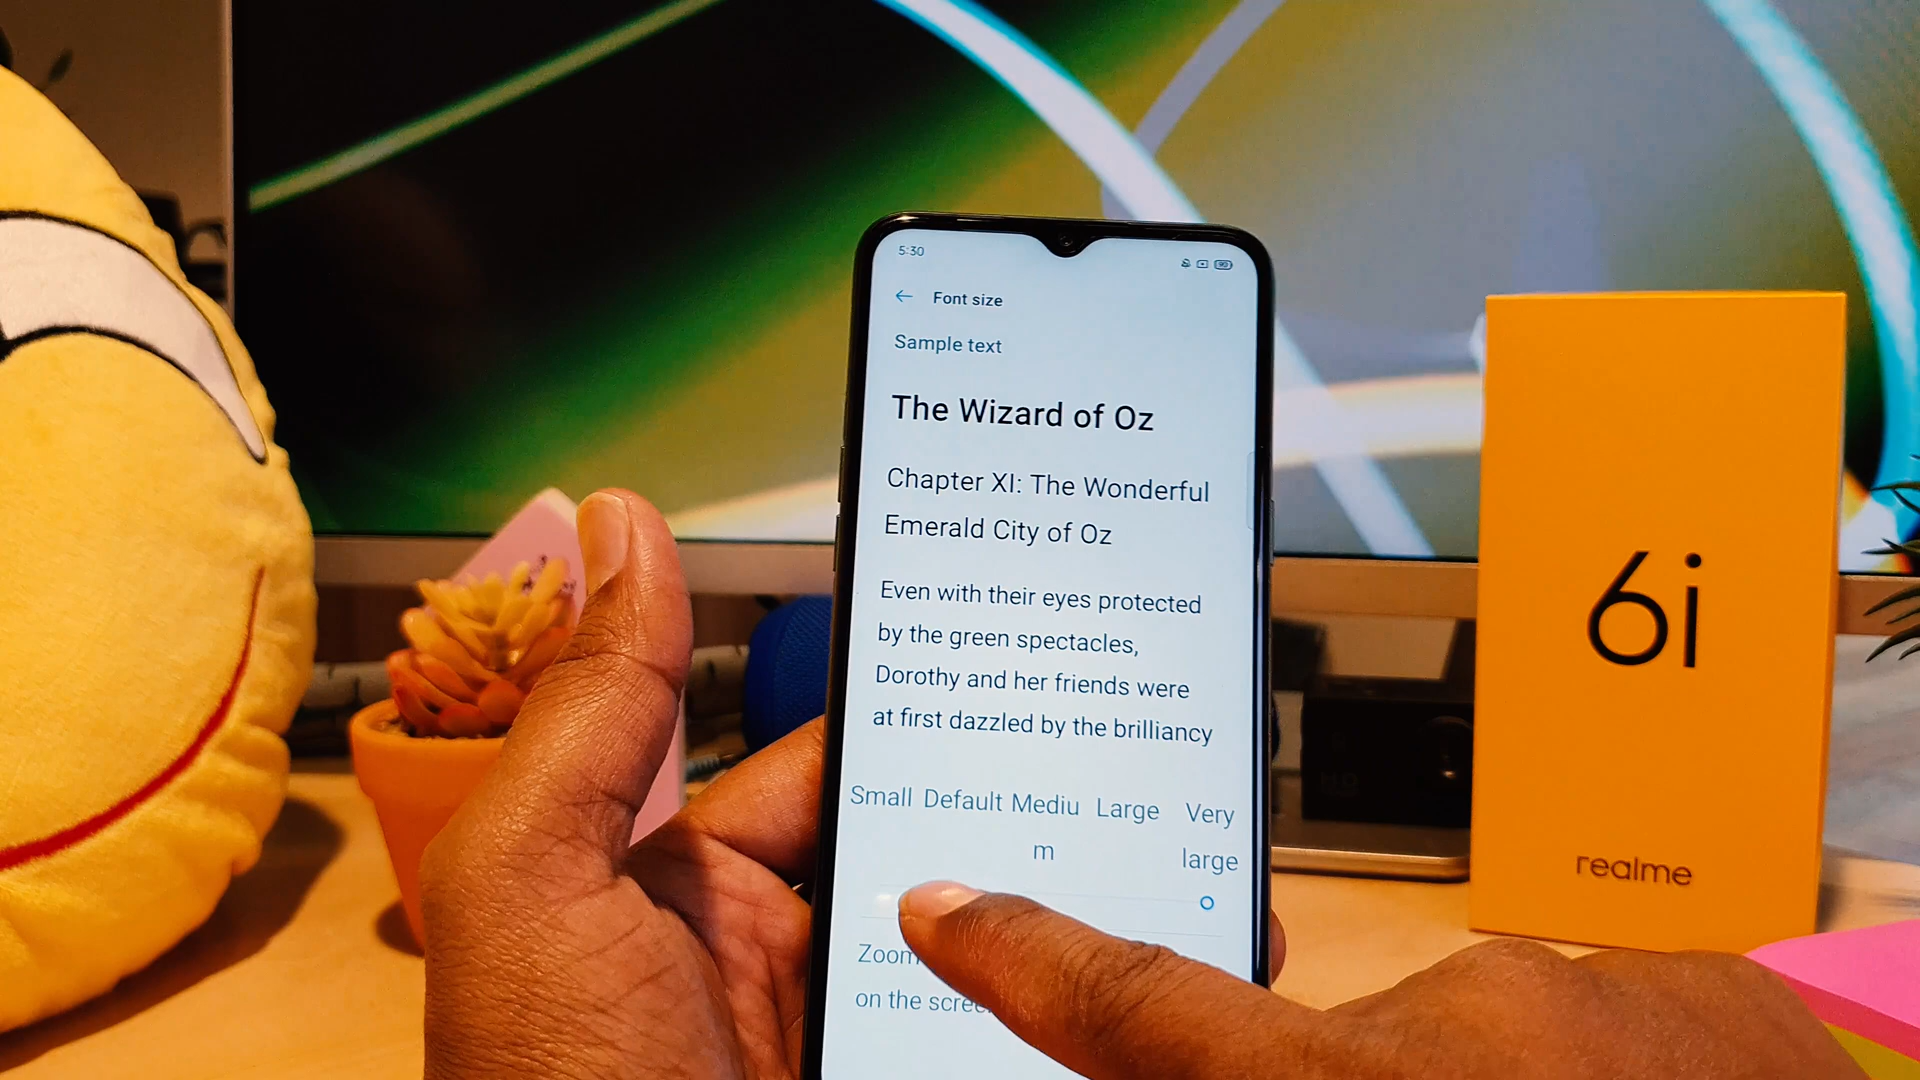 5:30
90
Font size
Sample text
The Wizard of Oz
Chapter XI: The Wonderful
Emerald City of Oz
Even with their eyes protected
by the green spectacles,
Dorothy and her friends were
at first dazzled by the brilliancy
Small Default Mediu Large Very
m large
Zoom
on the screen
6i
realme